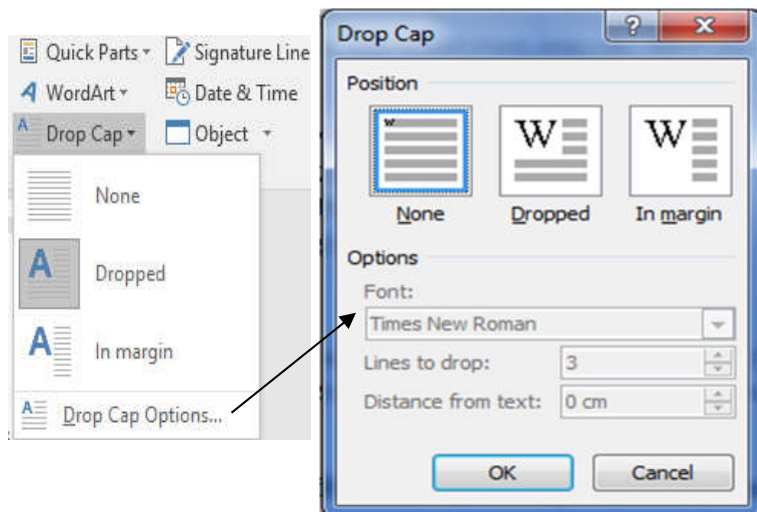 Quick Parts
Signature Line
WordArt
Date & Time
Drop Cap
Object
None
Dropped
In margin
Drop Cap Options...
Drop Cap
?
Position
W
W
W
None
Dropped
In margin
Options
Font:
Times New Roman
Lines to drop: 3
Distance from text: 0 cm
OK
Cancel